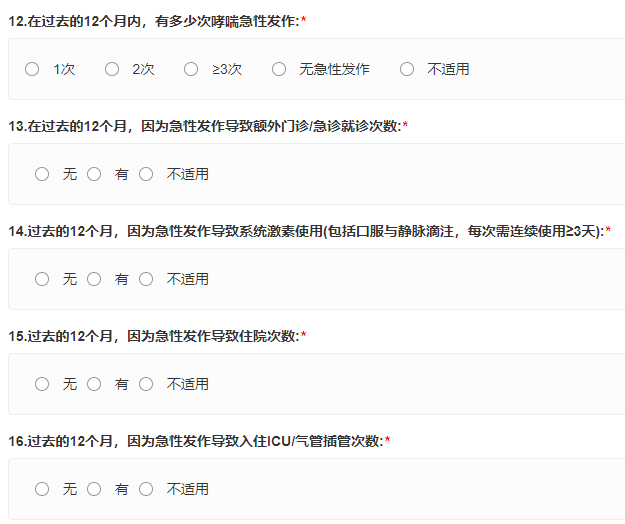 12.在过去的12个月内，有多少次哮喘急性发作:*
1次 2次 ≥3次 无急性发作 不适用
13.在过去的12个月，因为急性发作导致额外门诊/急诊就诊次数:*
无 有 不适用
14.过去的12个月，因为急性发作导致系统激素使用(包括口服与静脉滴注，每次需连续使用≥3天):*
无 有 不适用
15.过去的12个月，因为急性发作导致住院次数:*
无 有 不适用
16.过去的12个月，因为急性发作导致入住ICU/气管插管次数:*
无 有 不适用